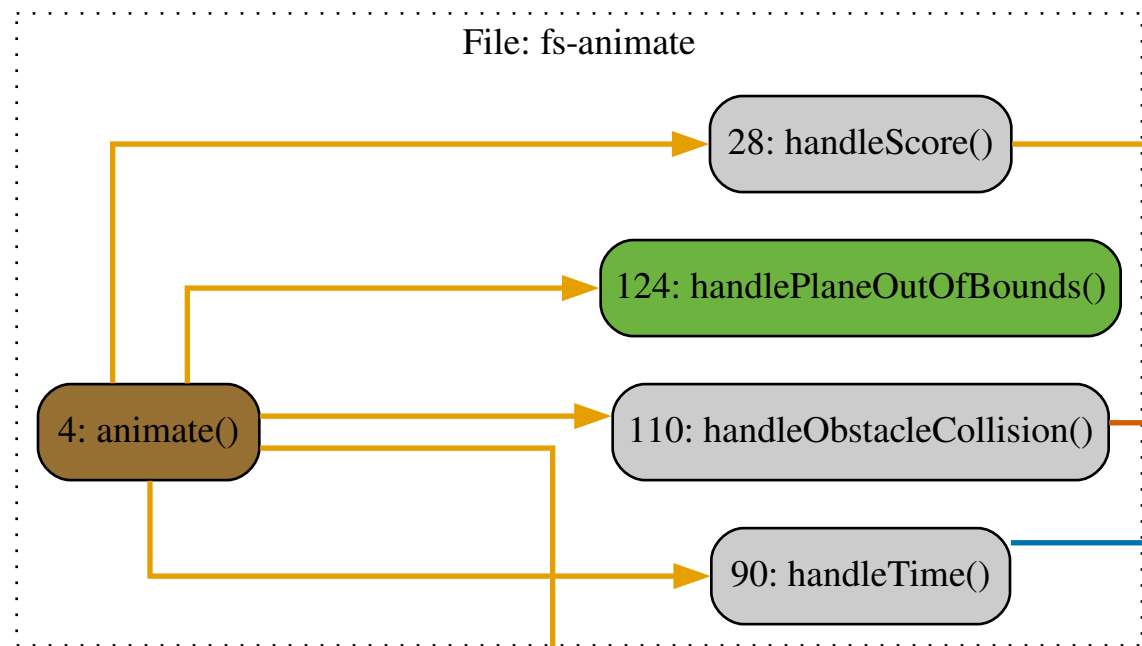 File: fs-animate
28: handleScore()
124: handlePlaneOutOfBounds()
4: animate()
110: handleObstacleCollision()
90: handleTime()